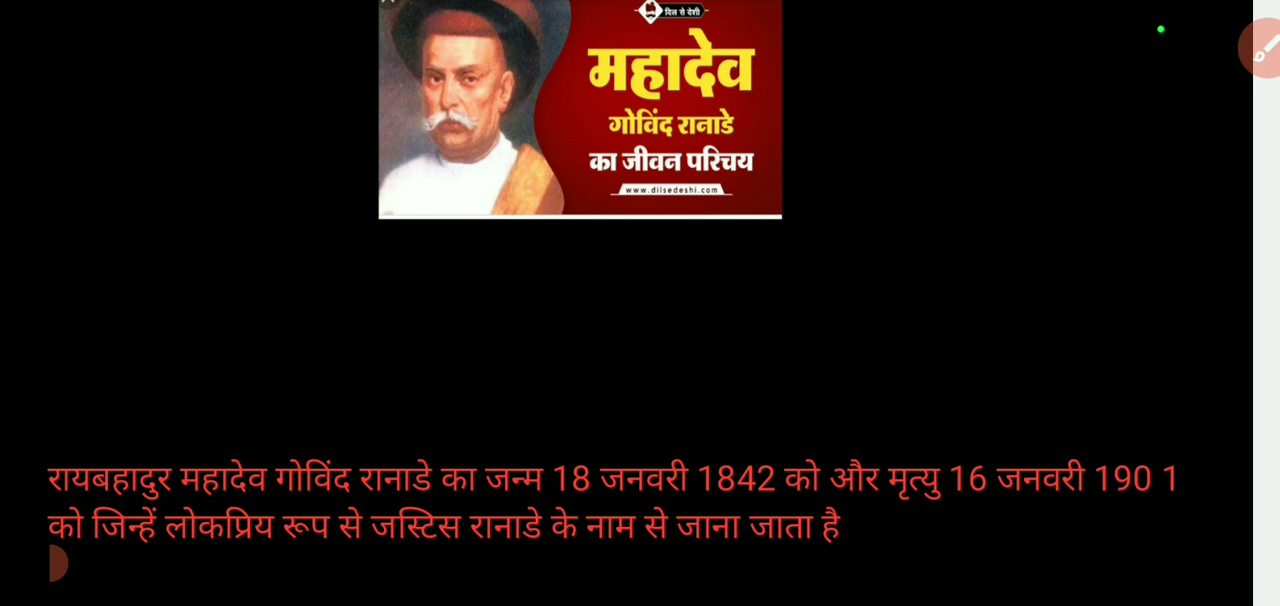 दिल से देशी
महादेव
गोविंद रानाडे
का जीवन परिचय
www.dilsedeshi.com
रायबहादुर महादेव गोविंद रानाडे का जन्म 18 जनवरी 1842 को और मृत्यु 16 जनवरी 190 1
को जिन्हें लोकप्रिय रूप से जस्टिस रानाडे के नाम से जाना जाता है